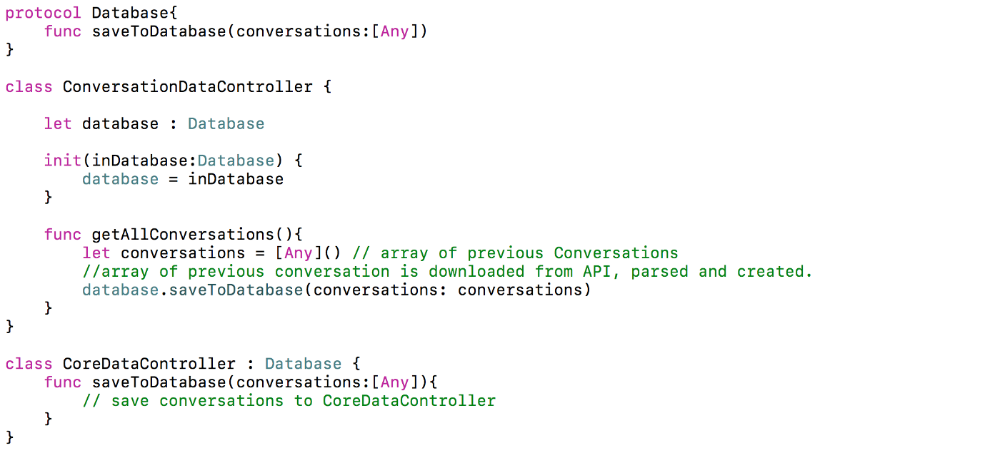 protocol Database{
    func saveToDatabase(conversations:[Any])
}
class ConversationDataController {
    let database : Database
    init(inDatabase:Database) {
        database = inDatabase
    }
    func getAllConversations(){
        let conversations = [Any]() // array of previous Conversations
        //array of previous conversation is downloaded from API, parsed and created.
        database.saveToDatabase(conversations: conversations)
    }
}
class CoreDataController : Database {
    func saveToDatabase(conversations:[Any]){
        // save conversations to CoreDataController
    }
}